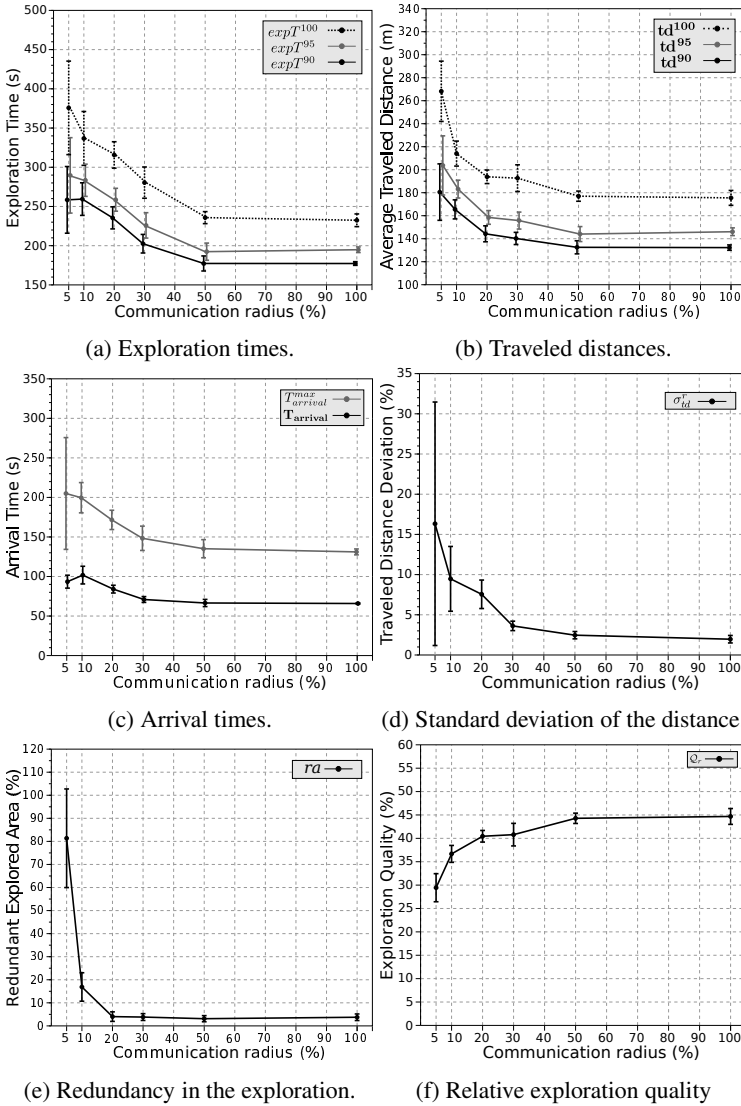 500
450
400
350
300
250
200
150
5 10 20 30 40 50 60 70 80 90 100
Exploration Time (s)
Communication radius (%)
expT^100
expT^95
expT^90
(a) Exploration times.
340
320
300
280
260
240
220
200
180
160
140
120
100
5 10 20 30 40 50 60 70 80 90 100
Average Traveled Distance (m)
Communication radius (%)
td^100
td^95
td^90
(b) Traveled distances.
350
300
250
200
150
100
50
0
5 10 20 30 40 50 60 70 80 90 100
Arrival Time (s)
Communication radius (%)
T^max_arrival
T_arrival
(c) Arrival times.
35
30
25
20
15
10
5
0
5 10 20 30 40 50 60 70 80 90 100
Traveled Distance Deviation (%)
Communication radius (%)
σ^r_td
(d) Standard deviation of the distance
120
110
100
90
80
70
60
50
40
30
20
10
0
5 10 20 30 40 50 60 70 80 90 100
Redundant Explored Area (%)
Communication radius (%)
ra
(e) Redundancy in the exploration.
60
55
50
45
40
35
30
25
20
15
10
5
0
5 10 20 30 40 50 60 70 80 90 100
Exploration Quality (%)
Communication radius (%)
Q_r
(f) Relative exploration quality